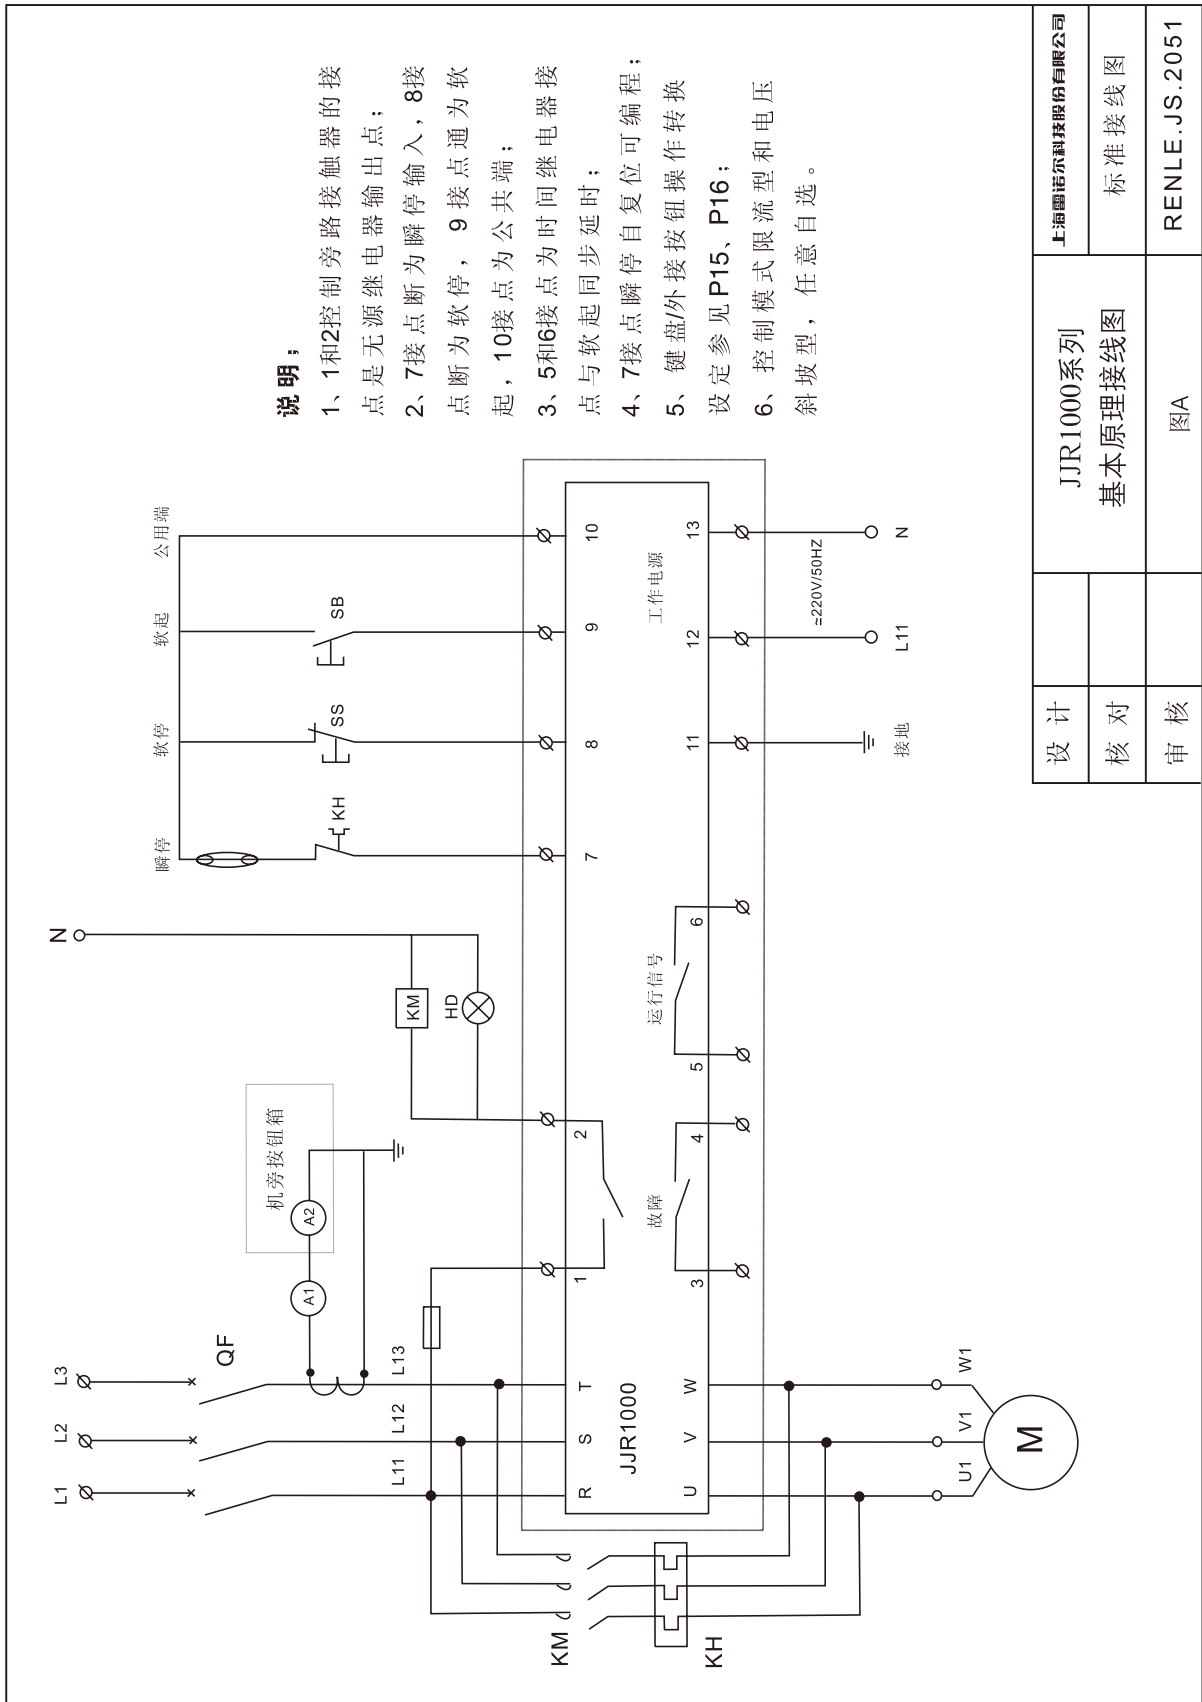 L1
L2
L3
QF
L11
L12
L13
A1
A2
机旁按钮箱
N
KM
HD
瞬停
软停
软起
公用端
KH
SS
SB
R
S
T
1
2
7
8
9
10
JJR1000
故障
运行信号
工作电源
U
V
W
3
4
5
6
11
12
13
KM
KH
U1
V1
W1
M
接地
L11
N
≈220V/50HZ
说明；
1、1和2控制旁路接触器的接
点是无源继电器输出点；
2、7接点断为瞬停输入，8接
点断为软停，9接点通为软
起，10接点为公共端；
3、5和6接点为时间继电器接
点与软起同步延时；
4、7接点瞬停自复位可编程；
5、键盘/外接按钮操作转换
设定参见P15、P16；
6、控制模式限流型和电压
斜坡型，任意自选。
设计
核对
审核
JJR1000系列
基本原理接线图
图A
上海雷诺尔科技股份有限公司
标准接线图
RENLE.JS.2051